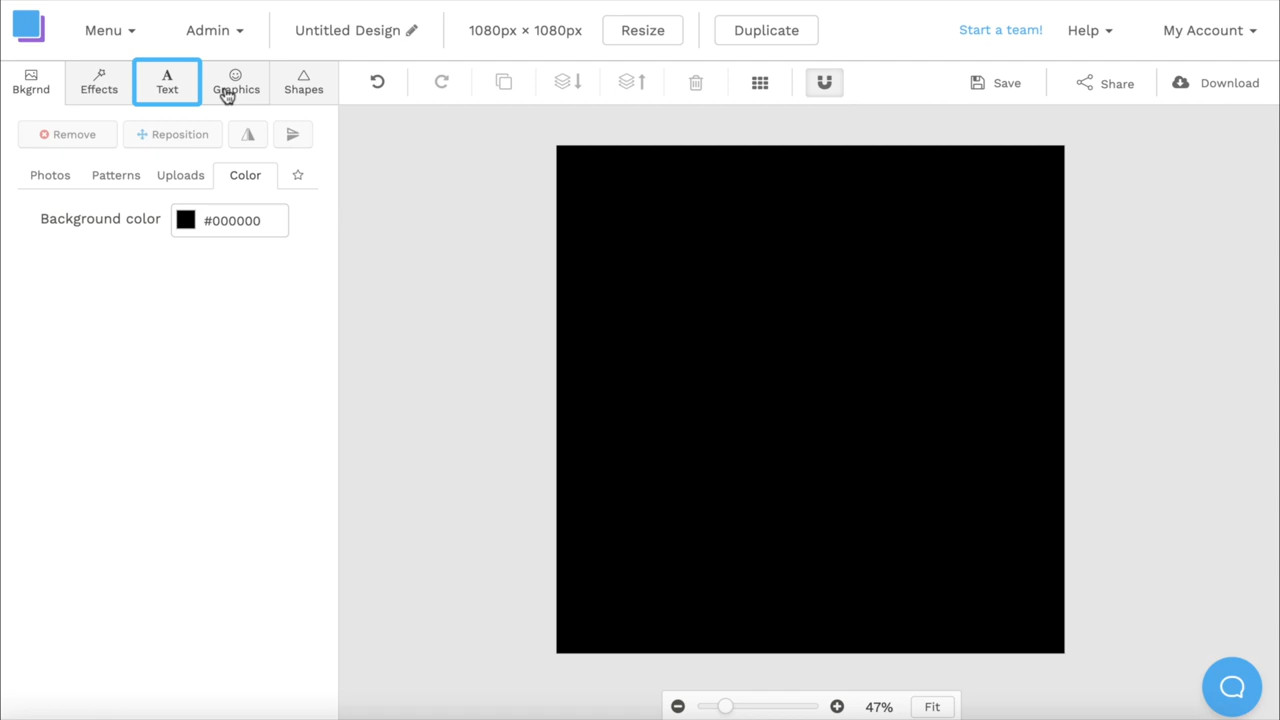 Menu
Admin
Untitled Design
1080px × 1080px
Resize
Duplicate
Start a team!
Help
My Account
Bkgrnd
Effects
A
Text
Graphics
Shapes
Save
Share
Download
Remove
Reposition
Photos
Patterns
Uploads
Color
Background color
#000000
47%
Fit